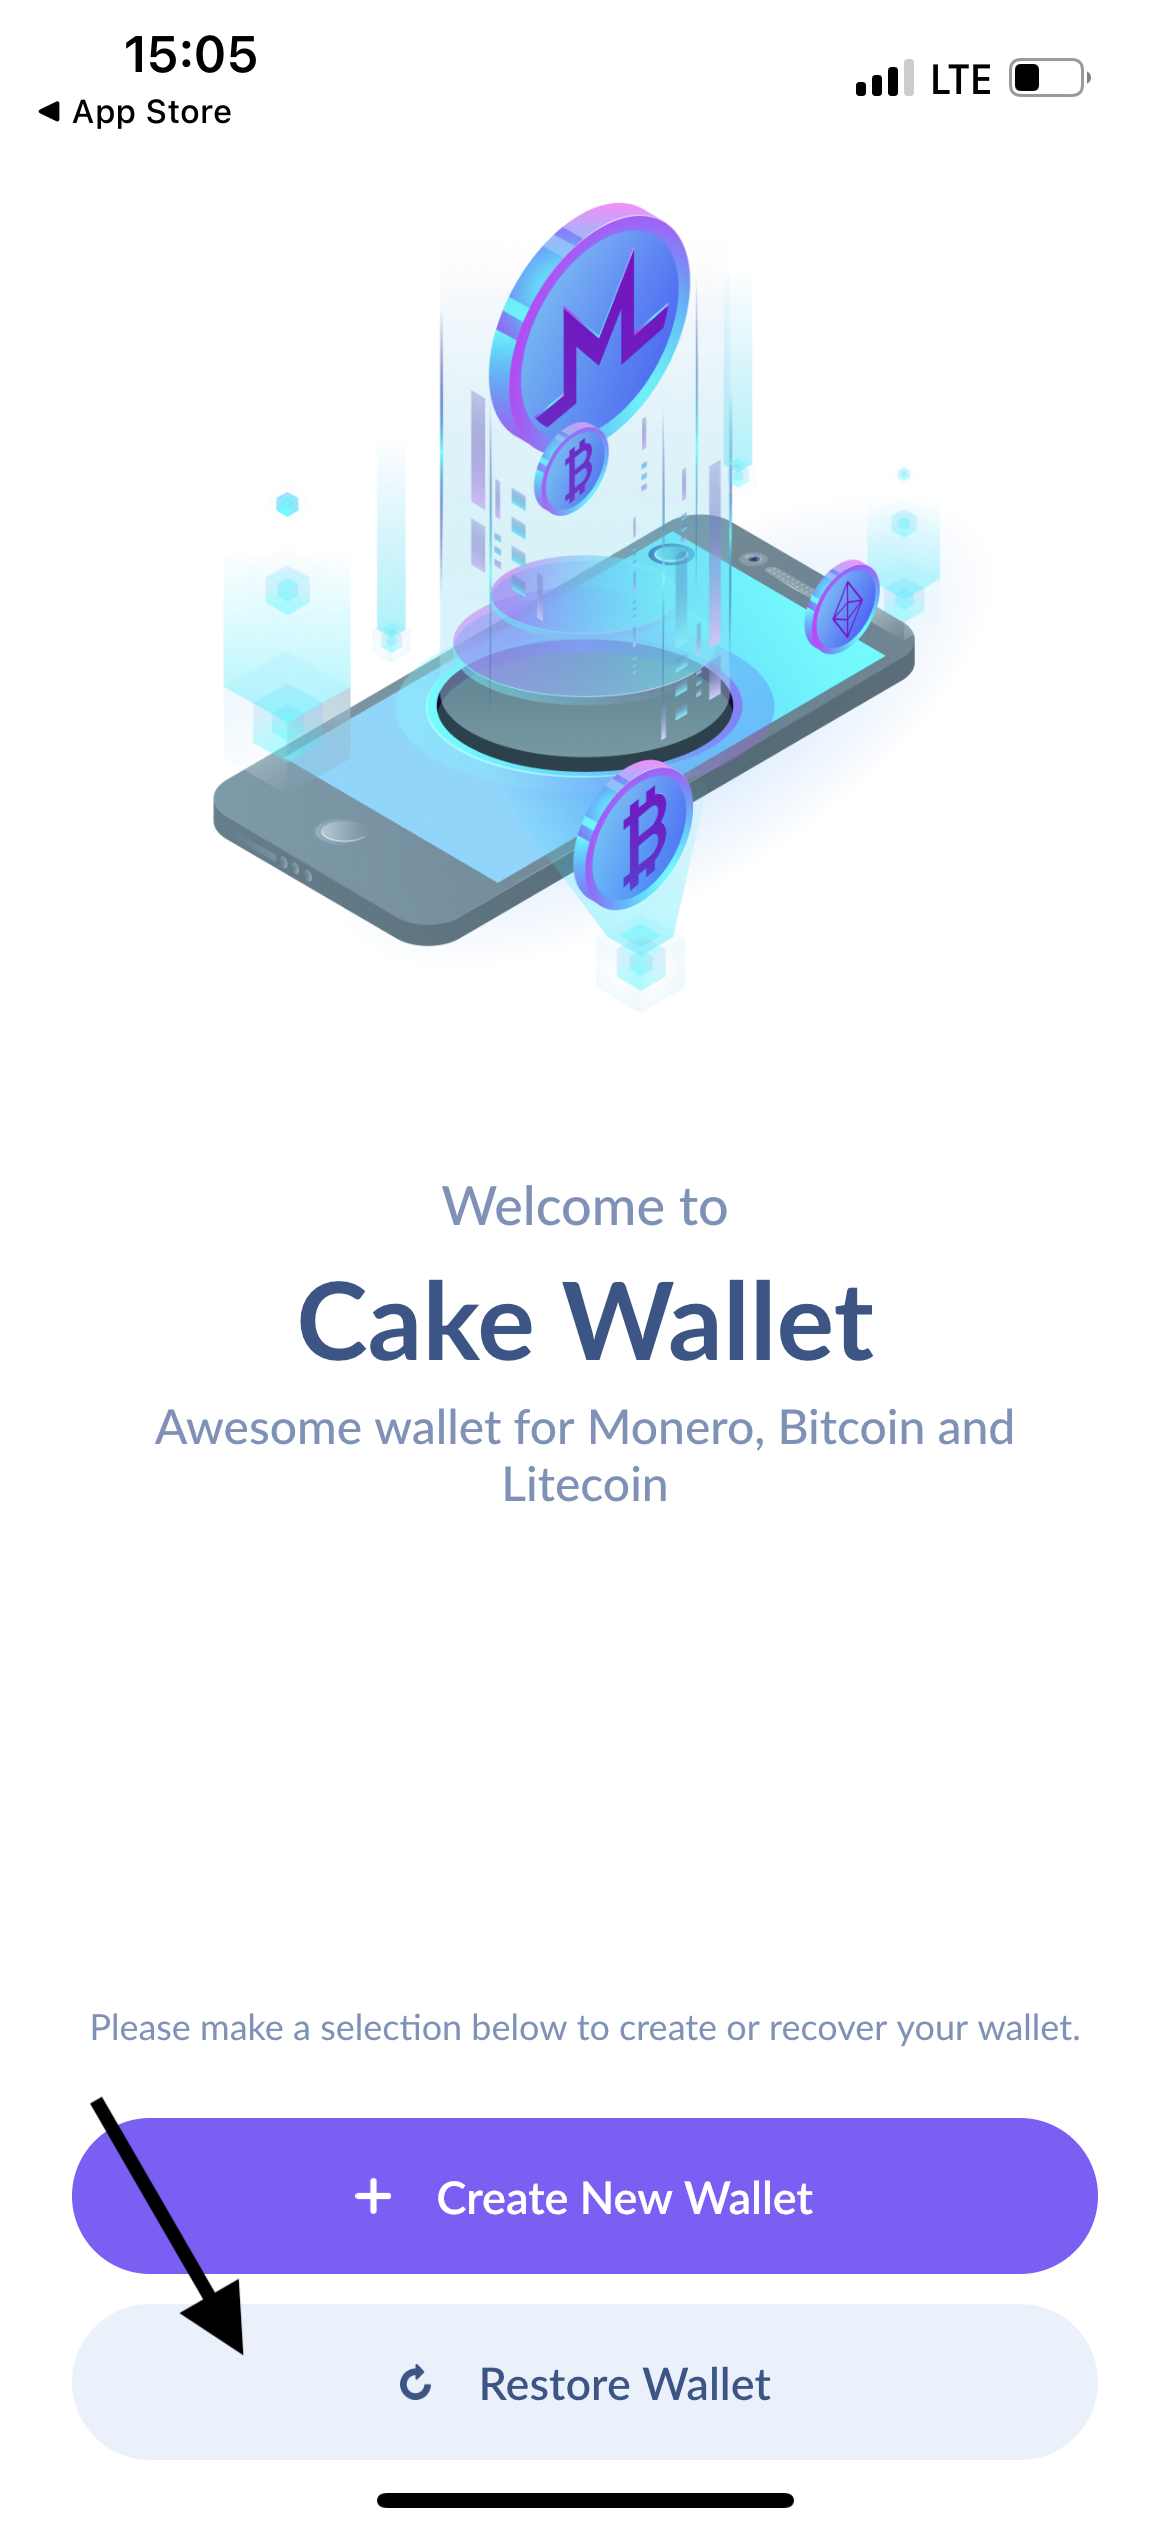 15:05
App Store
LTE
Welcome to
Cake Wallet
Awesome wallet for Monero, Bitcoin and
Litecoin
Please make a selection below to create or recover your wallet.
Create New Wallet
Restore Wallet